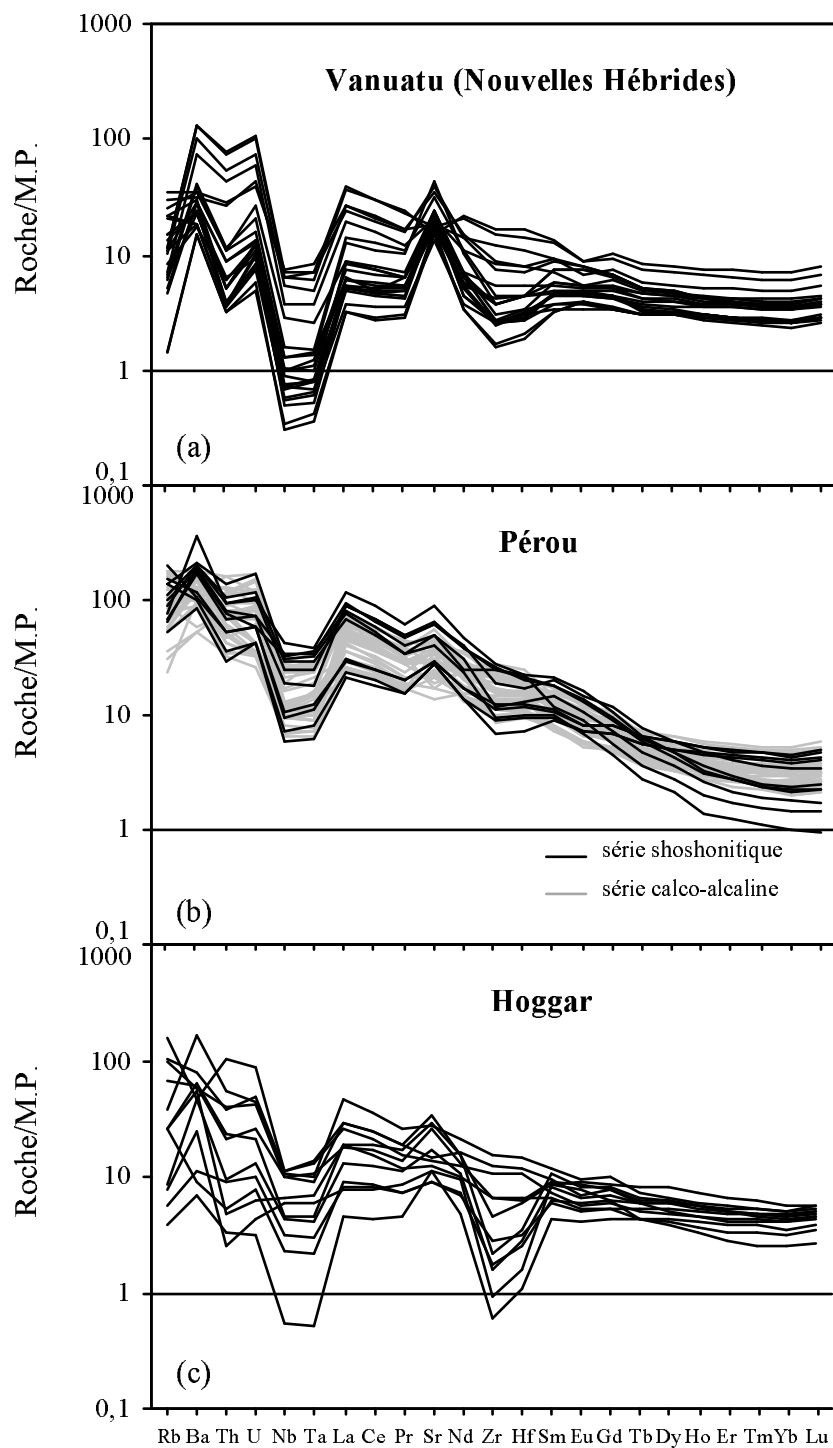 1000
Vanuatu (Nouvelles Hébrides)
100
Roche/M.P.
10
1
(a)
0,1
1000
Pérou
100
Roche/M.P.
10
1
série shoshonitique
série calco-alcaline
(b)
0,1
1000
Hoggar
100
Roche/M.P.
10
1
(c)
0,1
Rb Ba Th U Nb Ta La Ce Pr Sr Nd Zr Hf Sm Eu Gd Tb Dy Ho Er Tm Yb Lu